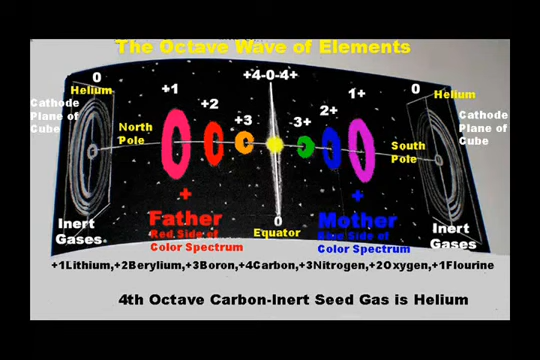 The Octave Wave of Elements
0
Helium
Cathode
Plane of
Cube
North
Pole
+1
+2
+3
+4-0-4+
3+
2+
1+
0
Helium
Cathode
Plane of
Cube
South
Pole
Inert
Gases
+
Father
Red Side of
Color Spectrum
0
Equator
+
Mother
Blue Side of
Color Spectrum
Inert
Gases
+1Lithium,+2Berylium,+3Boron,+4Carbon,+3Nitrogen,+2Oxygen,+1Flourine
4th Octave Carbon-Inert Seed Gas is Helium